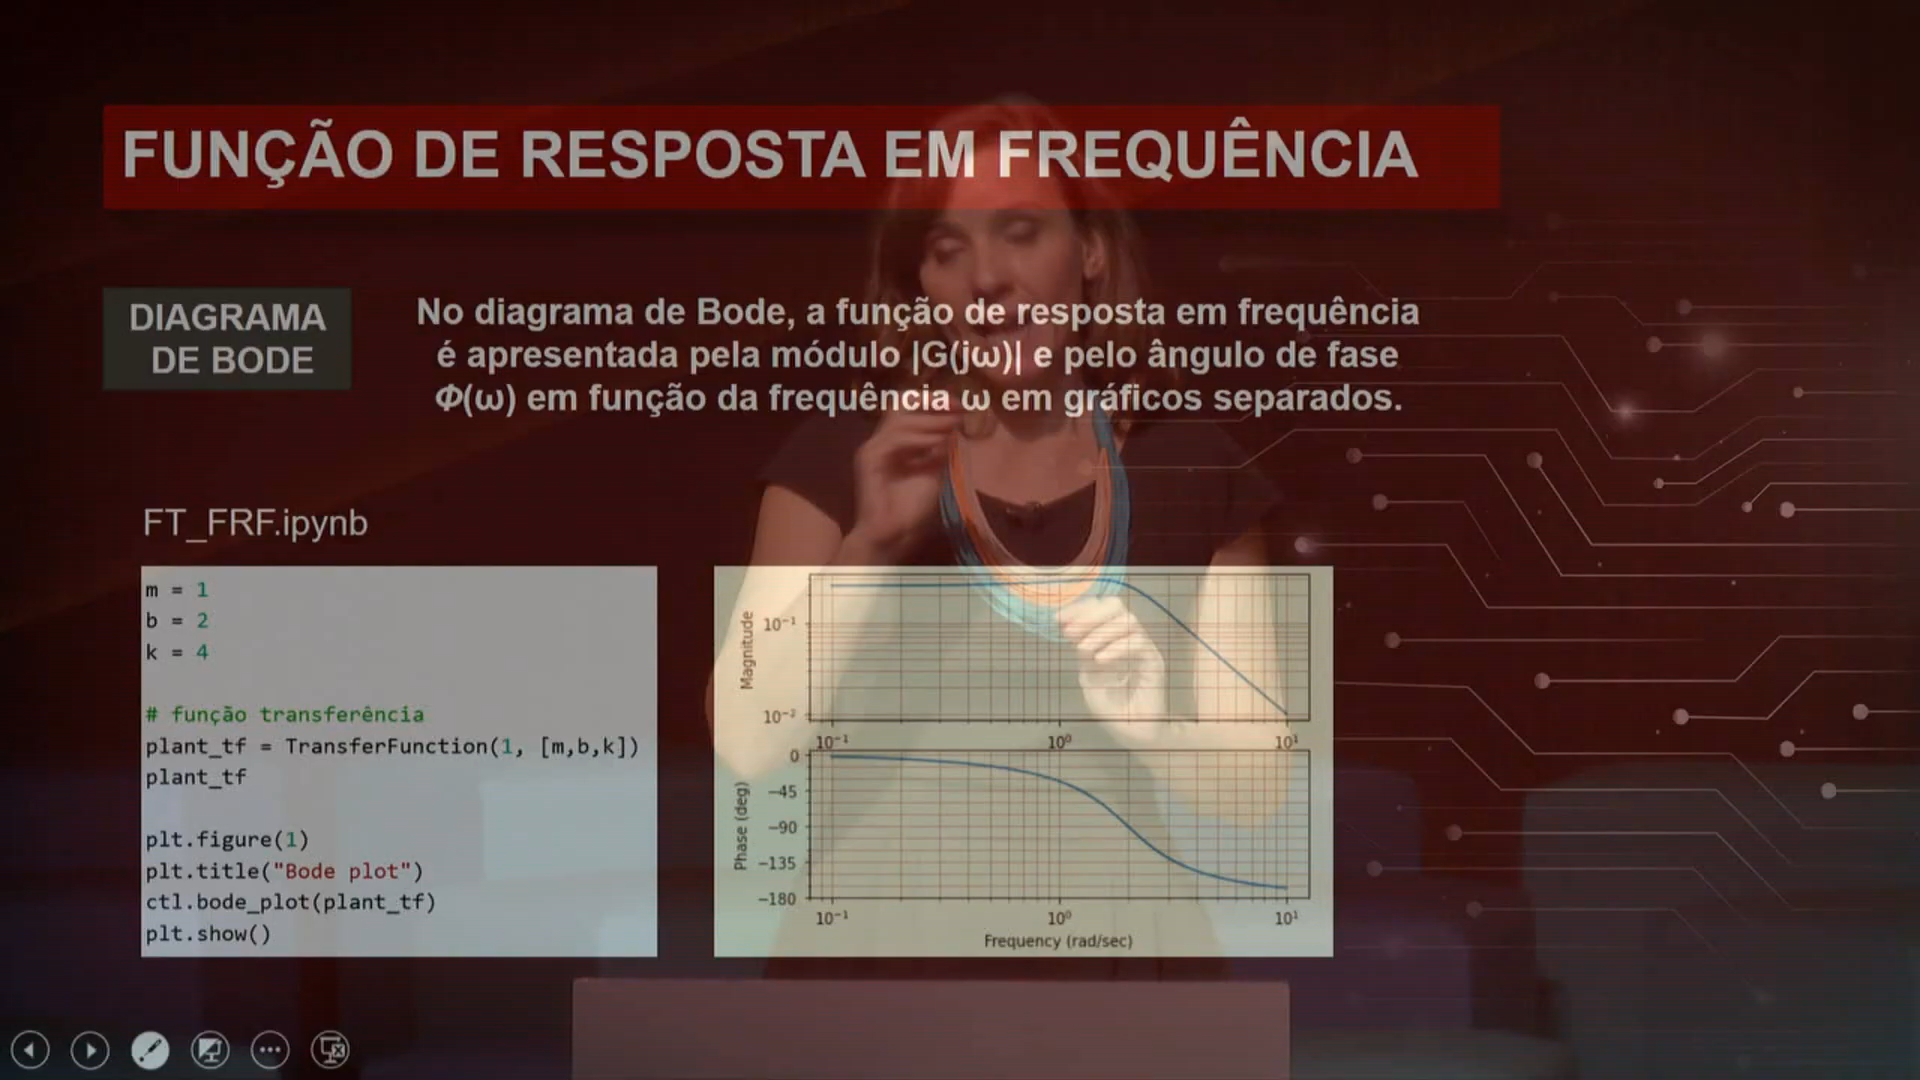 FUNÇÃO DE RESPOSTA EM FREQUÊNCIA
DIAGRAMA
DE BODE
No diagrama de Bode, a função de resposta em frequência
é apresentada pela módulo |G(jω)| e pelo ângulo de fase
Φ(ω) em função da frequência ω em gráficos separados.
FT_FRF.ipynb
m = 1
b = 2
k = 4
# função transferência
plant_tf = TransferFunction(1, [m,b,k])
plant_tf
plt.figure(1)
plt.title("Bode plot")
ctl.bode_plot(plant_tf)
plt.show()
Magnitude
10⁻¹
10⁻²
10⁻¹ 10⁰ 10¹
Phase (deg)
0
−45
−90
−135
−180
10⁻¹ 10⁰ 10¹
Frequency (rad/sec)